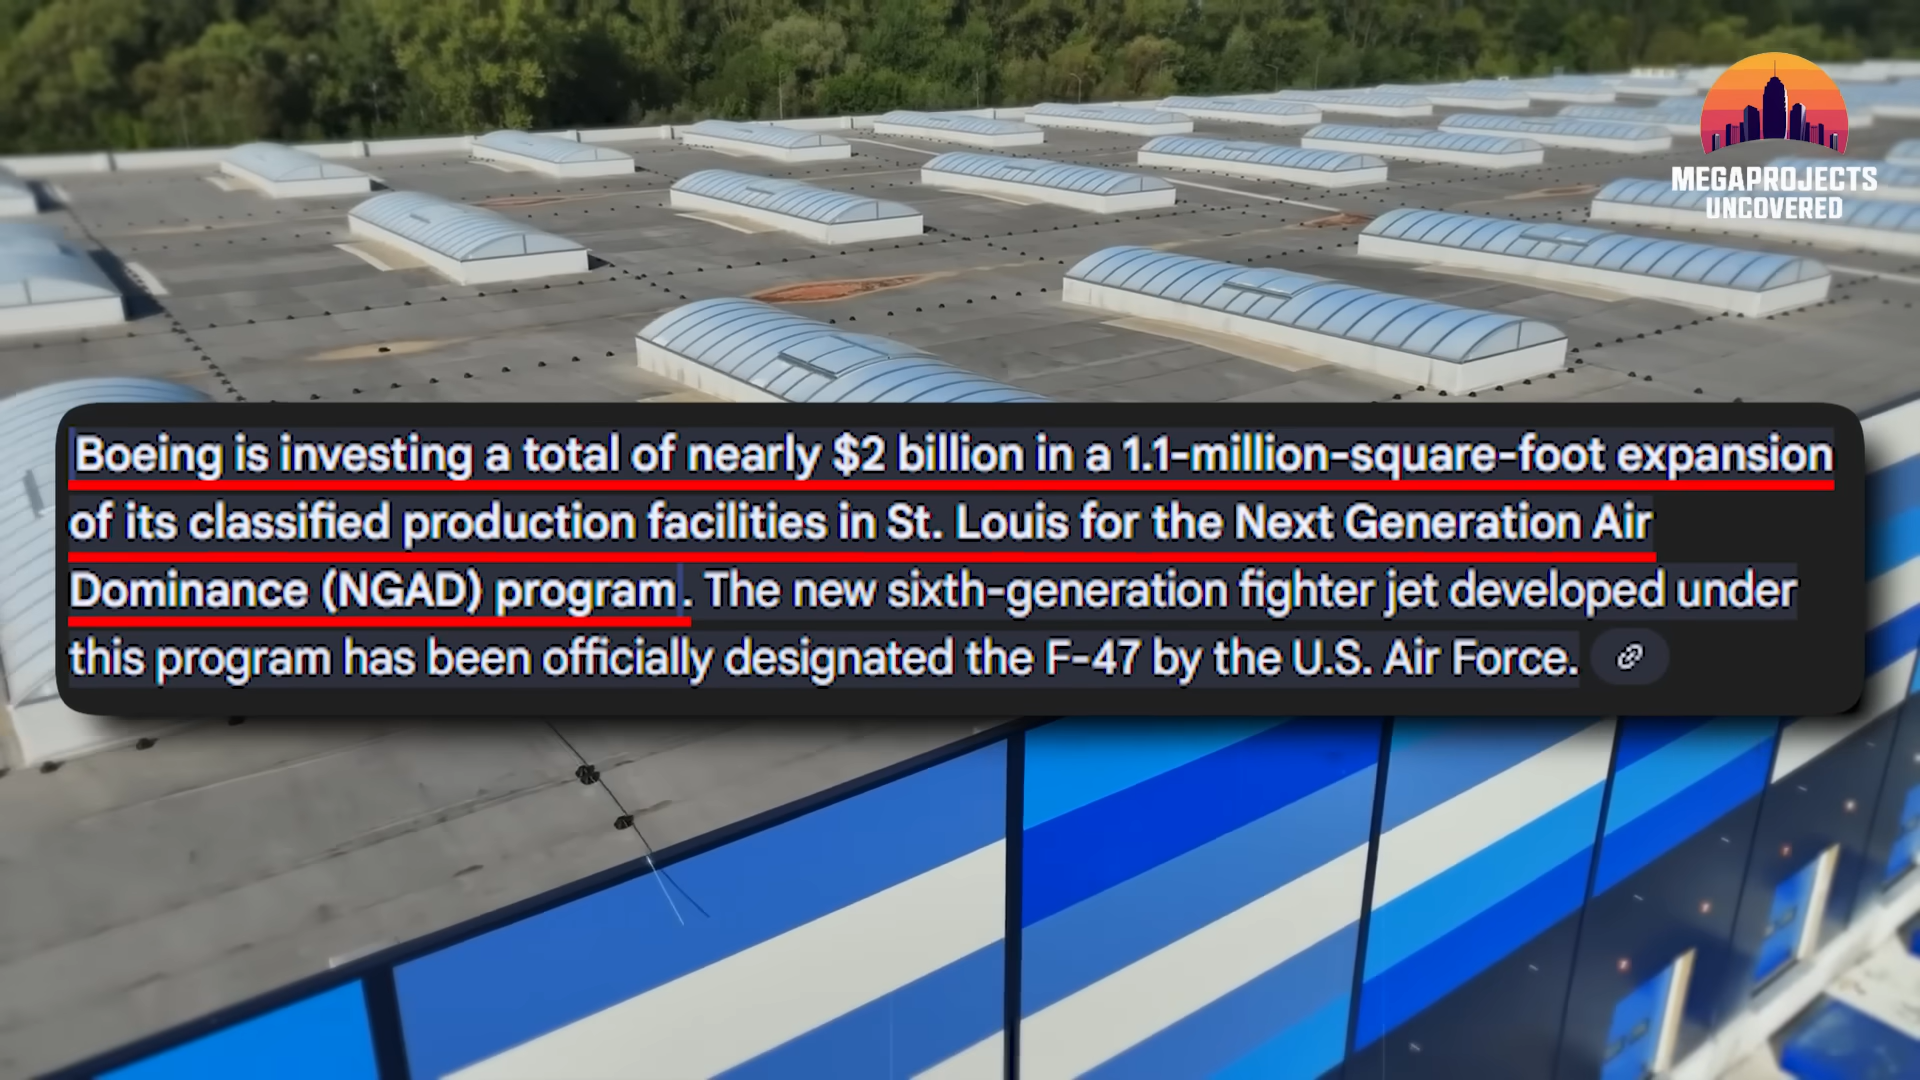 MEGAPROJECTS
UNCOVERED
Boeing is investing a total of nearly $2 billion in a 1.1-million-square-foot expansion
of its classified production facilities in St. Louis for the Next Generation Air
Dominance (NGAD) program. The new sixth-generation fighter jet developed under
this program has been officially designated the F-47 by the U.S. Air Force.